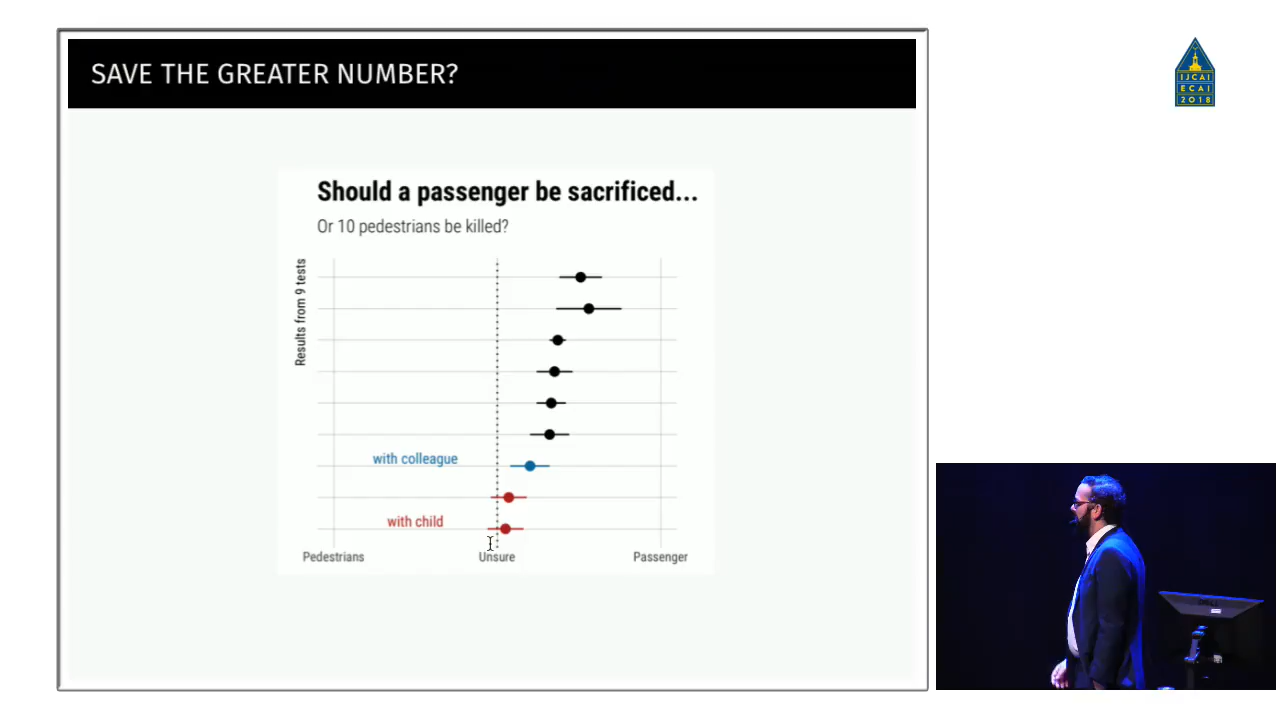 SAVE THE GREATER NUMBER?
IJCAI
ECAI
2018
Should a passenger be sacrificed...
Or 10 pedestrians be killed?
Results from 9 tests
with colleague
with child
Pedestrians
Unsure
Passenger